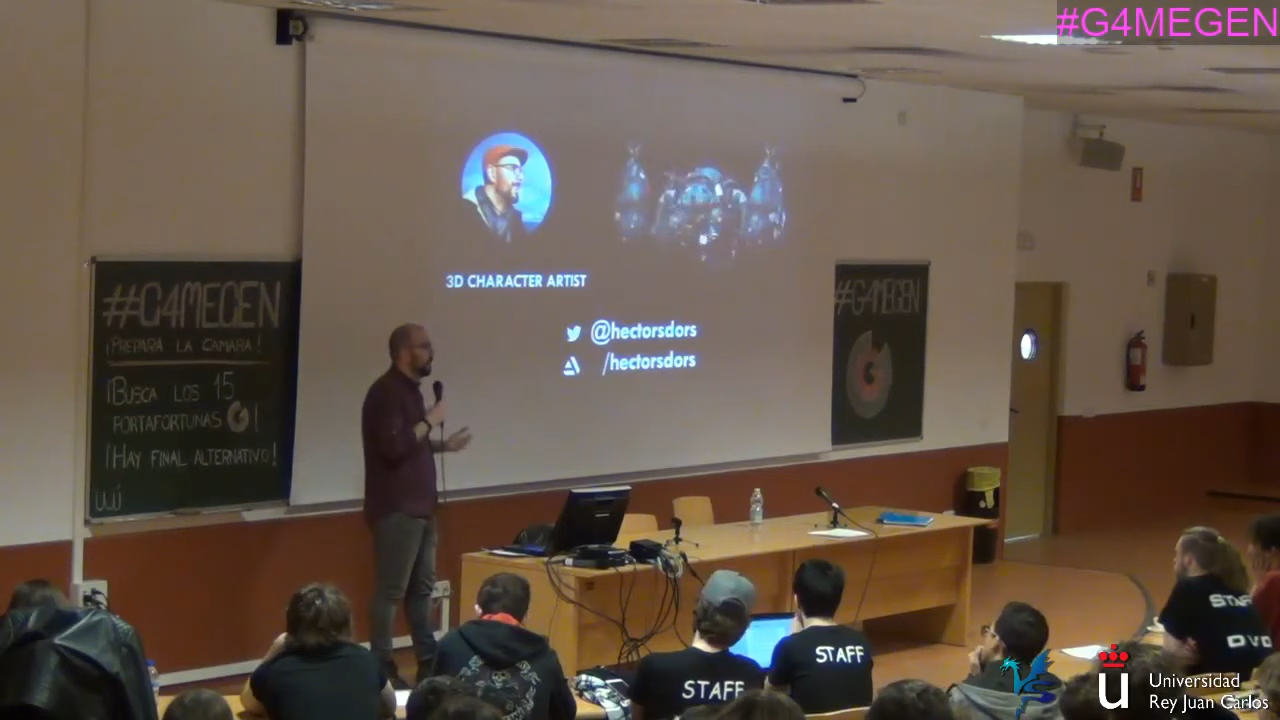 #G4MEGEN
3D CHARACTER ARTIST
@hectorsdors
/hectorsdors
#G4MEGEN
¡PREPARA LA CAMARA!
¡BUSCA LOS 15
PORTAFORTUNAS !
¡HAY FINAL ALTERNATIVO!
#G4MEGEN
STAFF
STAFF
STAFF
OVO
u Universidad
Rey Juan Carlos